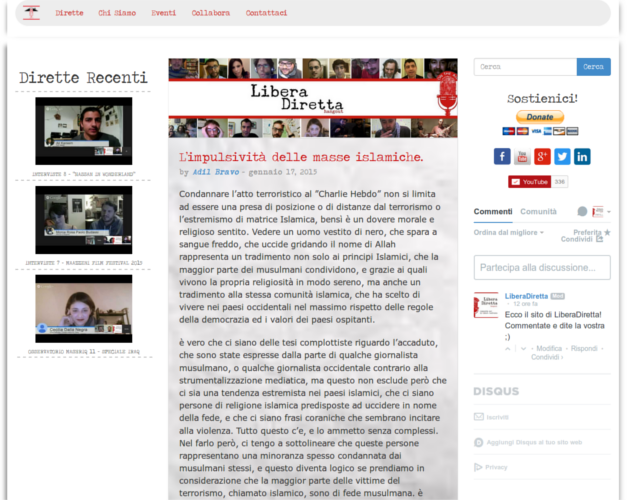 Dirette Chi Siamo Eventi Collabora Contattaci
Dirette Recenti
INTERVISTE 7 - MAROCCHI FILM FESTIVAL 2015
OSSERVATORIO MAGREB 11 - SPECIALE IRAQ
Libera
Diretta
L'impulsività delle masse islamiche.
by Adil Bravo - gennaio 17, 2015
Condannare l'atto terroristico al "Charlie Hebdo" non si limita
ad essere una presa di posizione o di distanze dal terrorismo o
l'estremismo di matrice Islamica, bensì è un dovere morale e
religioso sentito. Vedere un uomo vestito di nero, che spara a
sangue freddo, che uccide gridando il nome di Allah
rappresenta un tradimento non solo ai principi Islamici, che la
maggior parte dei musulmani condividono, e grazie ai quali
vivono la propria religiosità in modo sereno, ma anche un
tradimento alla stessa comunità islamica, che ha scelto di
vivere nei paesi occidentali nel massimo rispetto delle regole
della democrazia ed i valori dei paesi ospitanti.
è vero che ci siano delle tesi complottiste riguardo l'accaduto,
che sono state espresse dalla parte di qualche giornalista
musulmano, o qualche giornalista occidentale contrario alla
strumentalizzazione mediatica, ma questo non esclude però che
ci sia una tendenza estremista nei paesi islamici, che ci siano
persone di religione islamica predisposte ad uccidere in nome
della fede, e che ci siano frasi coraniche che sembrano incitare
alla violenza. Tutto questo c'e, e lo ammetto senza complessi.
Nel farlo però, ci tengo a sottolineare che queste persone
rappresentano una minoranza spesso condannata dai
musulmani stessi, e questo diventa logico se prendiamo in
considerazione che la maggior parte delle vittime del
terrorismo, chiamato islamico, sono di fede musulmana. è
Cerca Cerca
Sostienici!
Donate
YouTube 536
Commenti Comunità
Ordina dal migliore Preferita
Condividi
Partecipa alla discussione...
LiberaDiretta Mod
12 ore fa
Ecco il sito di LiberaDiretta!
Commentate e dite la vostra
;)
Modifica Rispondi
Condividi ›
DISQUS
Iscriviti
Aggiungi Disqus al tuo sito web
Privacy